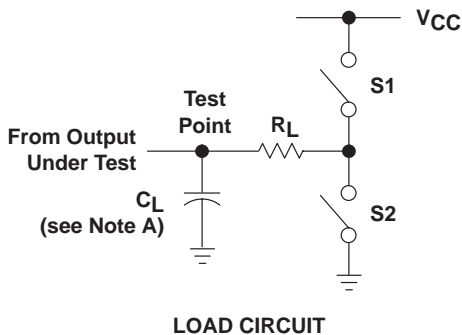 VCC
S1
Test
Point
RL
From Output
Under Test
CL
(see Note A)
S2
LOAD CIRCUIT